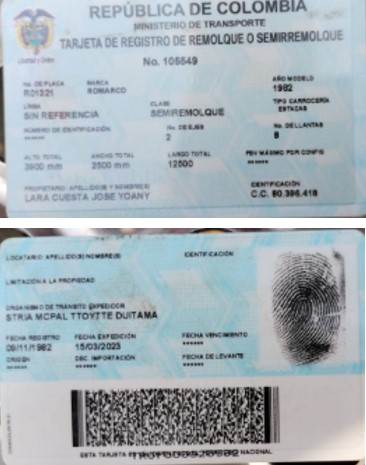 REPÚBLICA DE COLOMBIA
MINISTERIO DE TRANSPORTE
TARJETA DE REGISTRO DE REMOLQUE O SEMIRREMOLQUE
Libertad y Orden
No. 105549
No. DE PLACA MARCA AÑO MODELO
R01321 ROMARCO 1982
LÍNEA CLASE TIPO CARROCERÍA
SIN REFERENCIA SEMIREMOLQUE ESTACAS
NÚMERO DE IDENTIFICACIÓN No. DE EJES No. DE LLANTAS
****** 2 8
ALTO TOTAL ANCHO TOTAL LARGO TOTAL PBV MÁXIMO POR CONFIG
3900 mm 2500 mm 12500 ******
PROPIETARIO: APELLIDO(S) Y NOMBRE(S) IDENTIFICACIÓN
LARA CUESTA JOSE YOANY C.C. 80.396.418
LOCATARIO: APELLIDO(S) NOMBRE(S) IDENTIFICACIÓN
LIMITACIÓN A LA PROPIEDAD
ORGANISMO DE TRÁNSITO EXPEDIDOR
STRIA MCPAL TTOYTTE DUITAMA
FECHA REGISTRO FECHA EXPEDICIÓN FECHA VENCIMIENTO
09/11/1982 15/03/2023 ******
ORIGEN DEC. IMPORTACIÓN FECHA DE LEVANTE
****** ****** ******
ESTA TARJETA ES NACIONAL